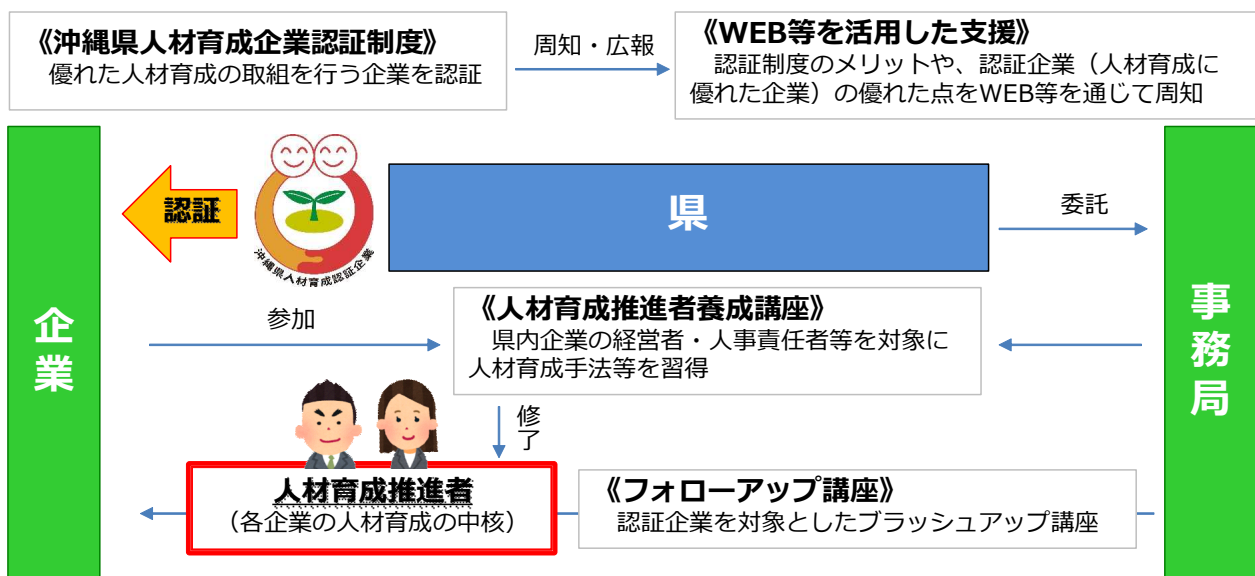 《沖縄県人材育成企業認証制度》
優れた人材育成の取組を行う企業を認証
周知・広報
《WEB等を活用した支援》
認証制度のメリットや、認証企業（人材育成に
優れた企業）の優れた点をWEB等を通じて周知
認証
沖縄県人材育成認証企業
県
委託
企業
事務局
参加
《人材育成推進者養成講座》
県内企業の経営者・人事責任者等を対象に
人材育成手法等を習得
修了
人材育成推進者
（各企業の人材育成の中核）
《フォローアップ講座》
認証企業を対象としたブラッシュアップ講座